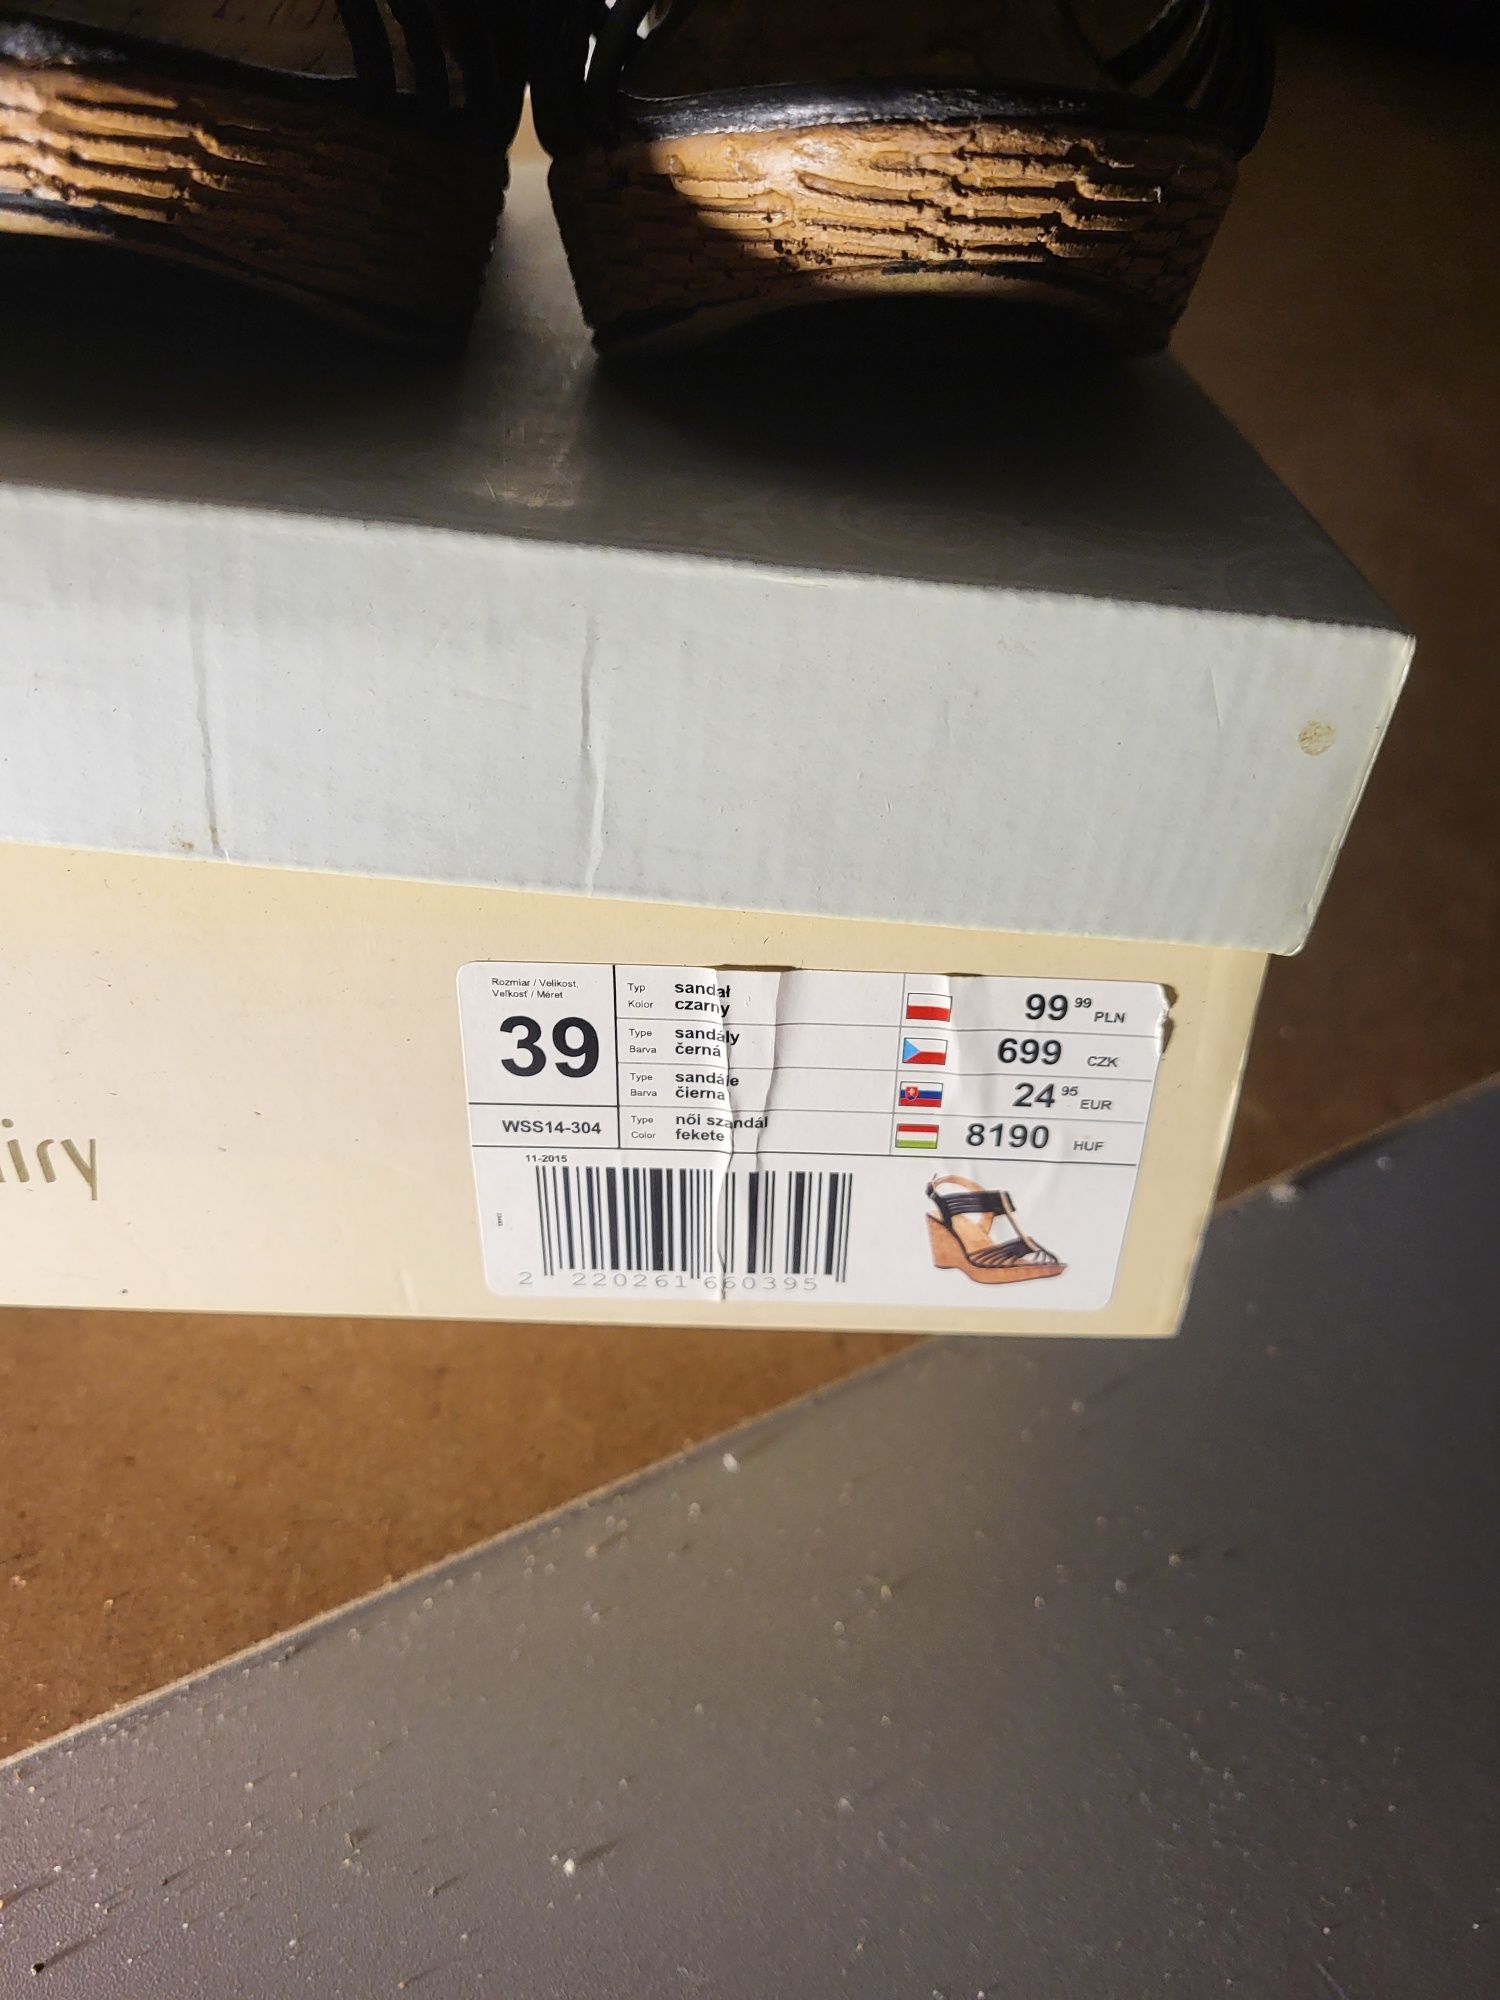 Rozmiar / Velikost,
Veľkosť / Méret
39
WSS14-304
Typ sandał
Kolor czarny
99 99 PLN
Type sandály
Barva černá
699 CZK
Type sandále
Barva čierna
24 95 EUR
Type női szandál
Color fekete
8190 HUF
11-2015
2 220261 660395
iry